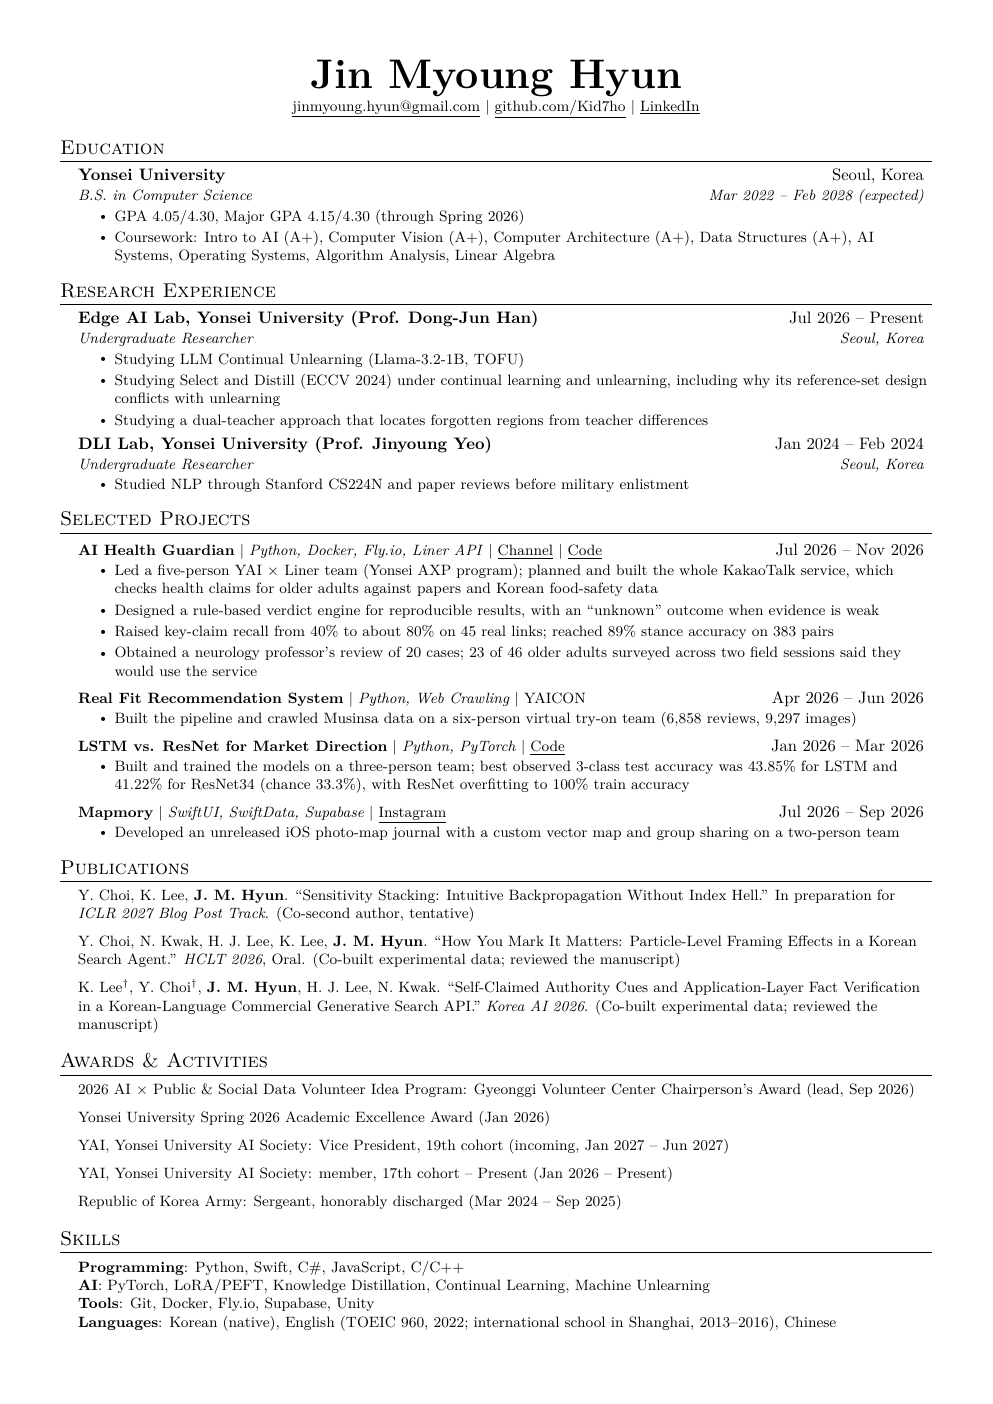 Jin Myoung Hyun
jinmyoung.hyun@gmail.com | github.com/Kid7ho | LinkedIn
Education
Yonsei University Seoul, Korea
B.S. in Computer Science Mar 2022 – Feb 2028 (expected)
• GPA 4.05/4.30, Major GPA 4.15/4.30 (through Spring 2026)
• Coursework: Intro to AI (A+), Computer Vision (A+), Computer Architecture (A+), Data Structures (A+), AI
Systems, Operating Systems, Algorithm Analysis, Linear Algebra
Research Experience
Edge AI Lab, Yonsei University (Prof. Dong-Jun Han) Jul 2026 – Present
Undergraduate Researcher Seoul, Korea
• Studying LLM Continual Unlearning (Llama-3.2-1B, TOFU)
• Studying Select and Distill (ECCV 2024) under continual learning and unlearning, including why its reference-set design
conflicts with unlearning
• Studying a dual-teacher approach that locates forgotten regions from teacher differences
DLI Lab, Yonsei University (Prof. Jinyoung Yeo) Jan 2024 – Feb 2024
Undergraduate Researcher Seoul, Korea
• Studied NLP through Stanford CS224N and paper reviews before military enlistment
Selected Projects
AI Health Guardian | Python, Docker, Fly.io, Liner API | Channel | Code Jul 2026 – Nov 2026
• Led a five-person YAI × Liner team (Yonsei AXP program); planned and built the whole KakaoTalk service, which
checks health claims for older adults against papers and Korean food-safety data
• Designed a rule-based verdict engine for reproducible results, with an “unknown” outcome when evidence is weak
• Raised key-claim recall from 40% to about 80% on 45 real links; reached 89% stance accuracy on 383 pairs
• Obtained a neurology professor’s review of 20 cases; 23 of 46 older adults surveyed across two field sessions said they
would use the service
Real Fit Recommendation System | Python, Web Crawling | YAICON Apr 2026 – Jun 2026
• Built the pipeline and crawled Musinsa data on a six-person virtual try-on team (6,858 reviews, 9,297 images)
LSTM vs. ResNet for Market Direction | Python, PyTorch | Code Jan 2026 – Mar 2026
• Built and trained the models on a three-person team; best observed 3-class test accuracy was 43.85% for LSTM and
41.22% for ResNet34 (chance 33.3%), with ResNet overfitting to 100% train accuracy
Mapmory | SwiftUI, SwiftData, Supabase | Instagram Jul 2026 – Sep 2026
• Developed an unreleased iOS photo-map journal with a custom vector map and group sharing on a two-person team
Publications
Y. Choi, K. Lee, J. M. Hyun. “Sensitivity Stacking: Intuitive Backpropagation Without Index Hell.” In preparation for
ICLR 2027 Blog Post Track. (Co-second author, tentative)
Y. Choi, N. Kwak, H. J. Lee, K. Lee, J. M. Hyun. “How You Mark It Matters: Particle-Level Framing Effects in a Korean
Search Agent.” HCLT 2026, Oral. (Co-built experimental data; reviewed the manuscript)
K. Lee†, Y. Choi†, J. M. Hyun, H. J. Lee, N. Kwak. “Self-Claimed Authority Cues and Application-Layer Fact Verification
in a Korean-Language Commercial Generative Search API.” Korea AI 2026. (Co-built experimental data; reviewed the
manuscript)
Awards & Activities
2026 AI × Public & Social Data Volunteer Idea Program: Gyeonggi Volunteer Center Chairperson’s Award (lead, Sep 2026)
Yonsei University Spring 2026 Academic Excellence Award (Jan 2026)
YAI, Yonsei University AI Society: Vice President, 19th cohort (incoming, Jan 2027 – Jun 2027)
YAI, Yonsei University AI Society: member, 17th cohort – Present (Jan 2026 – Present)
Republic of Korea Army: Sergeant, honorably discharged (Mar 2024 – Sep 2025)
Skills
Programming: Python, Swift, C#, JavaScript, C/C++
AI: PyTorch, LoRA/PEFT, Knowledge Distillation, Continual Learning, Machine Unlearning
Tools: Git, Docker, Fly.io, Supabase, Unity
Languages: Korean (native), English (TOEIC 960, 2022; international school in Shanghai, 2013–2016), Chinese